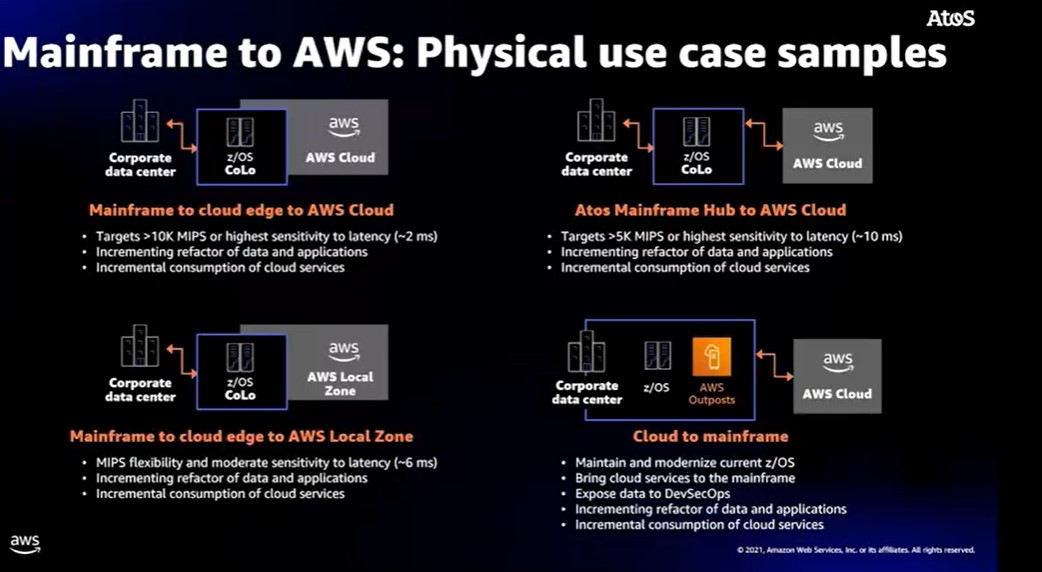 Atos
Mainframe to AWS: Physical use case samples
Corporate
data center
z/OS
CoLo
aws
AWS Cloud
Mainframe to cloud edge to AWS Cloud
• Targets >10K MIPS or highest sensitivity to latency (~2 ms)
• Incrementing refactor of data and applications
• Incremental consumption of cloud services
Corporate
data center
z/OS
CoLo
aws
AWS Cloud
Atos Mainframe Hub to AWS Cloud
• Targets >5K MIPS or highest sensitivity to latency (~10 ms)
• Incrementing refactor of data and applications
• Incremental consumption of cloud services
Corporate
data center
z/OS
CoLo
aws
AWS Local
Zone
Mainframe to cloud edge to AWS Local Zone
• MIPS flexibility and moderate sensitivity to latency (~6 ms)
• Incrementing refactor of data and applications
• Incremental consumption of cloud services
Corporate
data center
z/OS
AWS
Outposts
aws
AWS Cloud
Cloud to mainframe
• Maintain and modernize current z/OS
• Bring cloud services to the mainframe
• Expose data to DevSecOps
• Incrementing refactor of data and applications
• Incremental consumption of cloud services
aws
© 2021, Amazon Web Services, Inc. or its affiliates. All rights reserved.